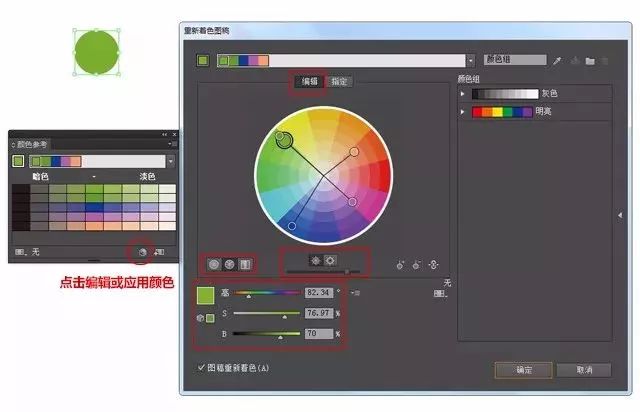 重新着色图稿
颜色组
编辑
指定
颜色组
灰色
明亮
颜色参考
暗色
淡色
无
点击编辑或应用颜色
无
82.34
°
S
76.97
%
B
70
%
图稿重新着色(A)
确定
取消